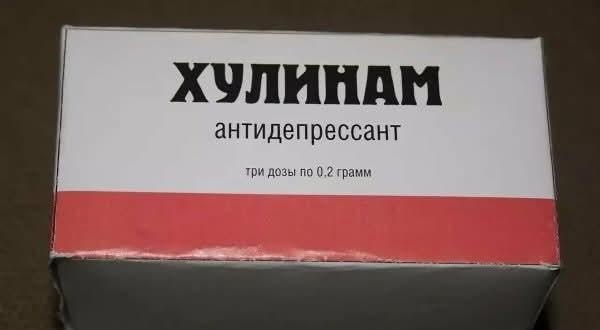 ХУЛИНАМ
антидепрессант
три дозы по 0,2 грамм